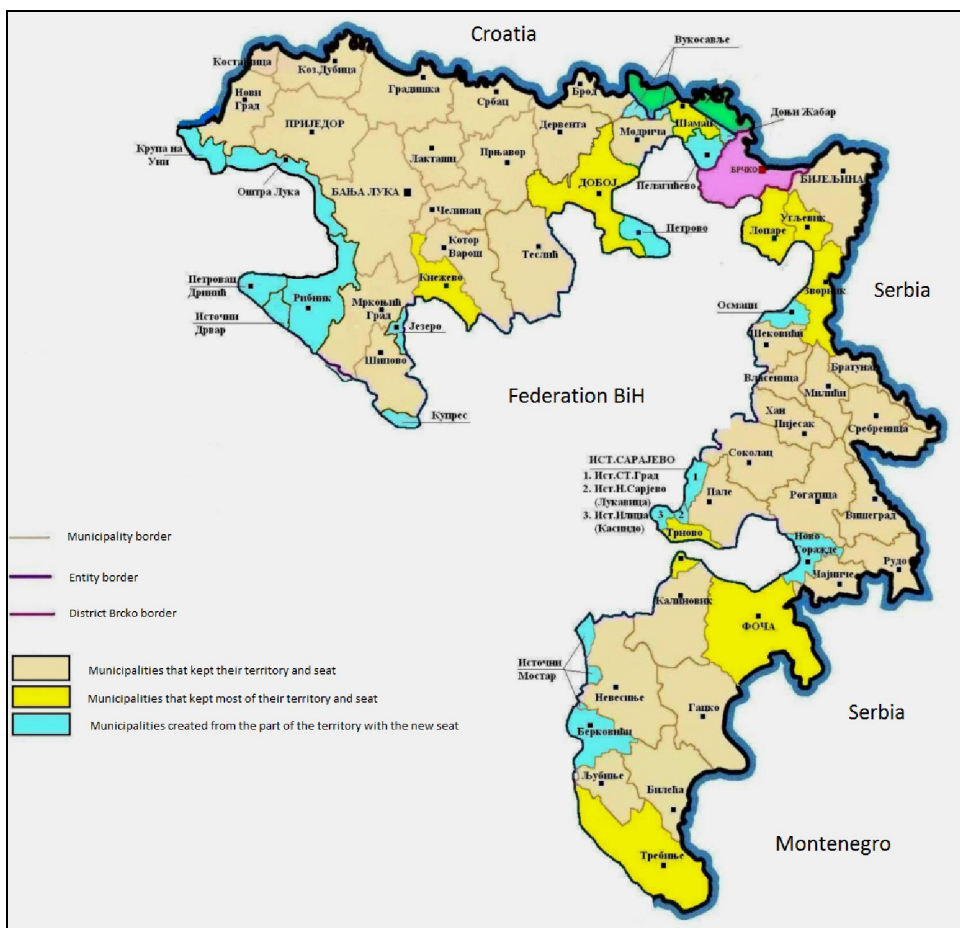 Croatia
Вукосавље
Костајница
Коз.Дубица
Градишка
Србац
Брод
Нови
Град
ПРИЈЕДОР
Дервента
Модрича
Шамац
Доњи Жабар
Крупа на
Уни
Лакташи
Прњавор
Оштра Лука
БАЊА ЛУКА
ДОБОЈ
Пелагићево
БРЧКО
БИЈЕЉИНА
Челинац
Котор
Варош
Теслић
Петрово
Лопаре
Угљевик
Кнежево
Петровац
Дринић
Рибник
Источни
Дрвар
Мркоњић
Град
Језеро
Шипово
Купрес
Зворник
Serbia
Османи
Шековићи
Federation BiH
Власеница
Братунац
Милићи
Хан
Пијесак
Сребреница
ИСТ.САРАЈЕВО
1. Ист.СТ.Град
2. Ист.Н.Сарјево
(Лукавица)
3. Ист.Илиџа
(Касиндо)
Соколац
1
2
3
Пале
Трново
Рогатица
Вишеград
Ново
Горажде
Рудо
Чајниче
Калиновик
ФОЧА
Municipality border
Entity border
District Brcko border
Municipalities that kept their territory and seat
Municipalities that kept most of their territory and seat
Municipalities created from the part of the territory with the new seat
Источни
Мостар
Невесиње
Гацко
Serbia
Берковићи
Љубиње
Билећа
Montenegro
Требиње